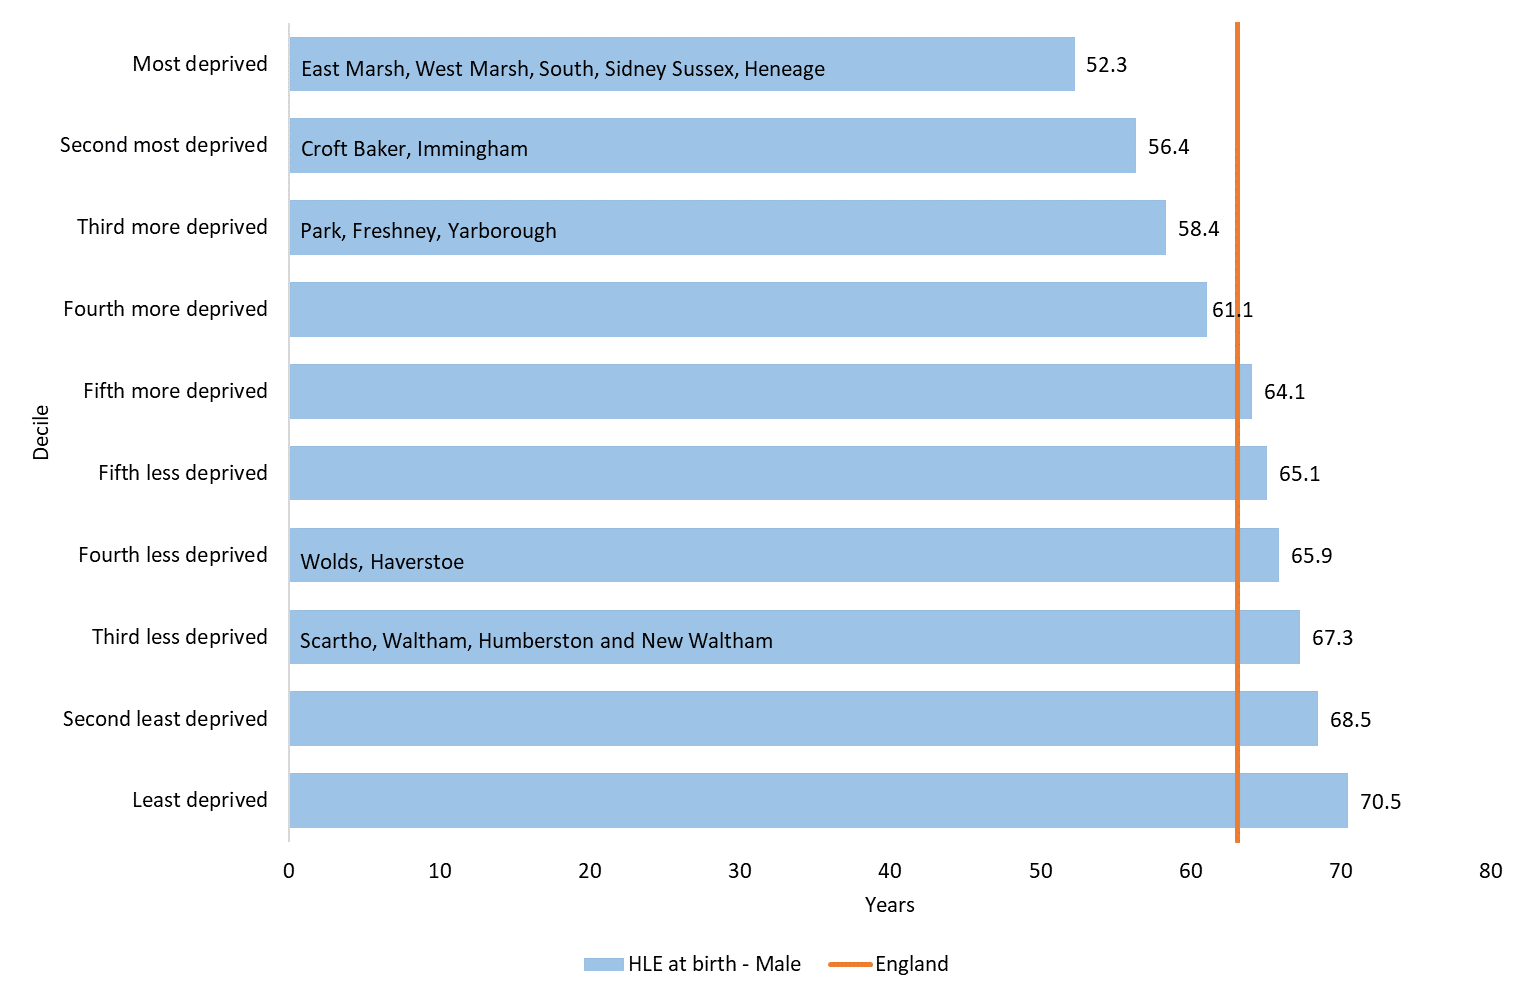 Most deprived
East Marsh, West Marsh, South, Sidney Sussex, Heneage
52.3
Second most deprived
Croft Baker, Immingham
56.4
Third more deprived
Park, Freshney, Yarborough
58.4
Fourth more deprived
61.1
Fifth more deprived
64.1
Decile
Fifth less deprived
65.1
Fourth less deprived
Wolds, Haverstoe
65.9
Third less deprived
Scartho, Waltham, Humberston and New Waltham
67.3
Second least deprived
68.5
Least deprived
70.5
0 10 20 30 40 50 60 70 80
Years
HLE at birth - Male England